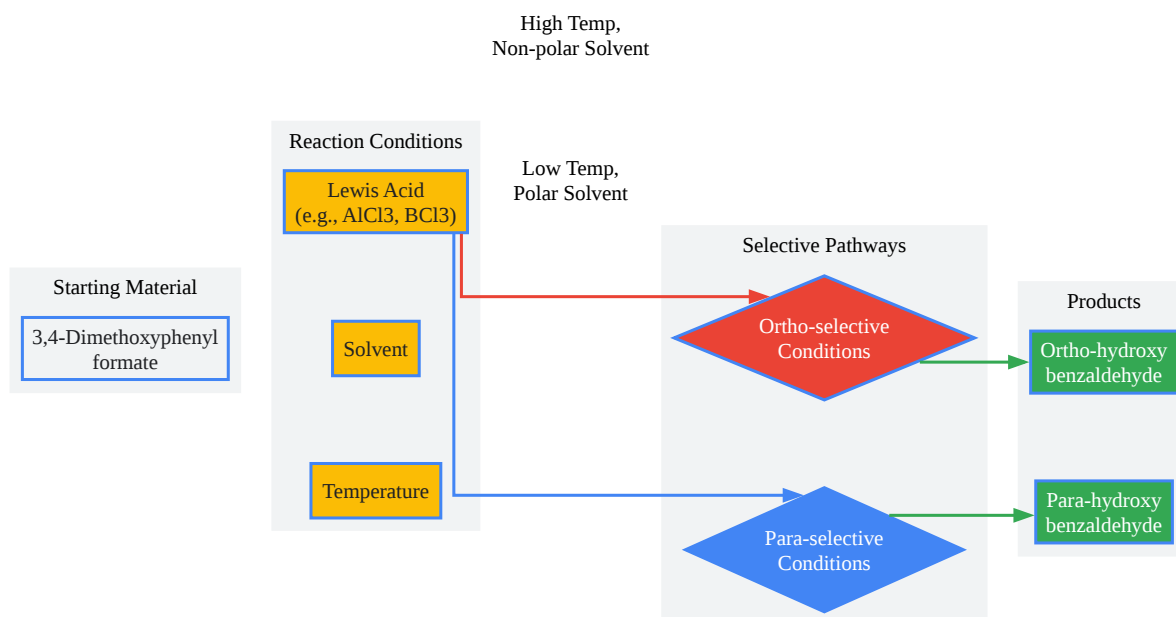 High Temp,
Non-polar Solvent
Reaction Conditions
Lewis Acid
(e.g., AlCl3, BCl3)
Low Temp,
Polar Solvent
Selective Pathways
Starting Material
3,4-Dimethoxyphenyl
formate
Solvent
Temperature
Ortho-selective
Conditions
Para-selective
Conditions
Products
Ortho-hydroxy
benzaldehyde
Para-hydroxy
benzaldehyde